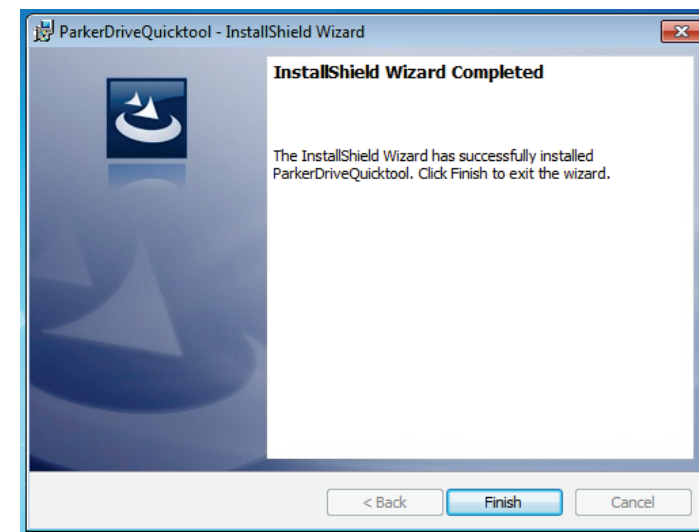 ParkerDriveQuicktool - InstallShield Wizard
InstallShield Wizard Completed
The InstallShield Wizard has successfully installed
ParkerDriveQuicktool. Click Finish to exit the wizard.
< Back
Finish
Cancel